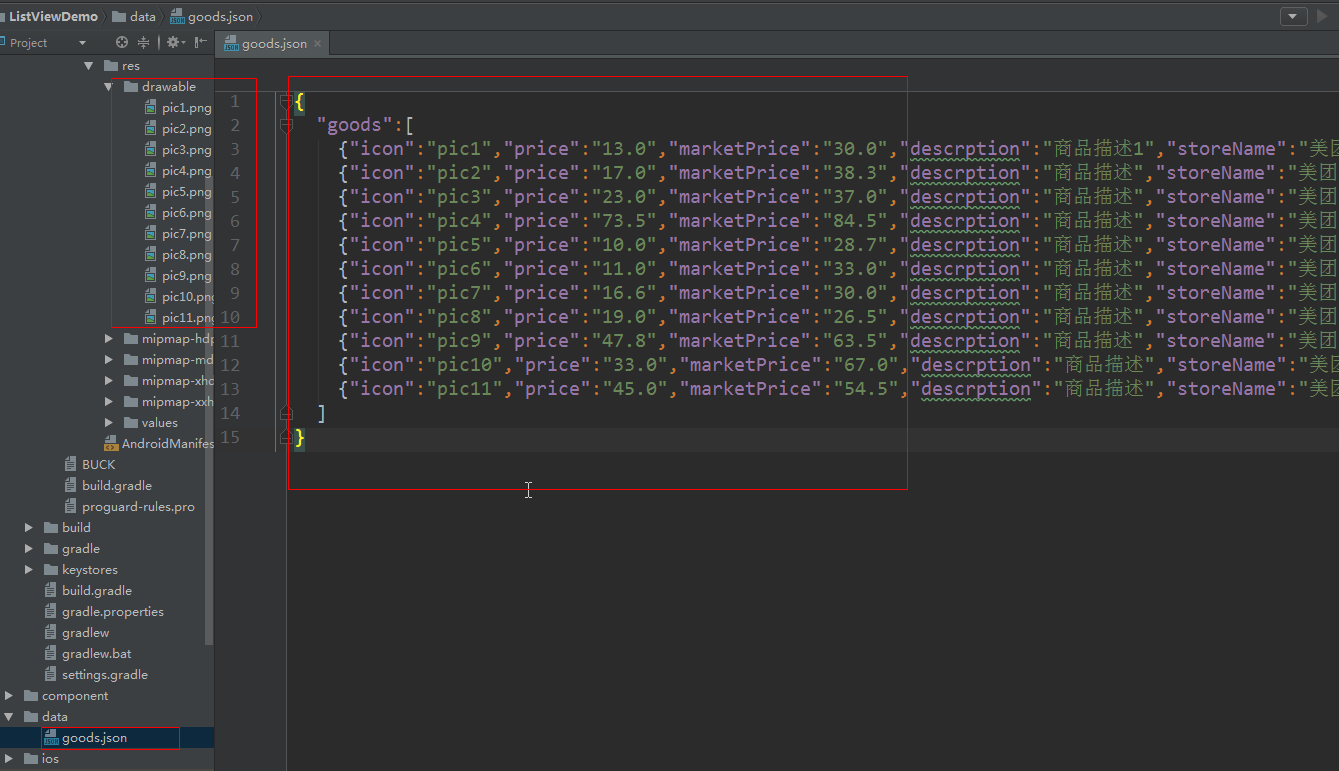 ListViewDemo data goods.json
Project
goods.json
res
drawable
pic1.png
pic2.png
pic3.png
pic4.png
pic5.png
pic6.png
pic7.png
pic8.png
pic9.png
pic10.png
pic11.png
mipmap-hdp
mipmap-md
mipmap-xhd
mipmap-xxh
values
AndroidManifes
BUCK
build.gradle
proguard-rules.pro
build
gradle
keystores
build.gradle
gradle.properties
gradlew
gradlew.bat
settings.gradle
component
data
goods.json
ios
1 {
2 "goods":[
3 {"icon":"pic1","price":"13.0","marketPrice":"30.0","descrption":"商品描述1","storeName":"美团
4 {"icon":"pic2","price":"17.0","marketPrice":"38.3","descrption":"商品描述","storeName":"美团
5 {"icon":"pic3","price":"23.0","marketPrice":"37.0","descrption":"商品描述","storeName":"美团
6 {"icon":"pic4","price":"73.5","marketPrice":"84.5","descrption":"商品描述","storeName":"美团
7 {"icon":"pic5","price":"10.0","marketPrice":"28.7","descrption":"商品描述","storeName":"美团
8 {"icon":"pic6","price":"11.0","marketPrice":"33.0","descrption":"商品描述","storeName":"美团
9 {"icon":"pic7","price":"16.6","marketPrice":"30.0","descrption":"商品描述","storeName":"美团
10 {"icon":"pic8","price":"19.0","marketPrice":"26.5","descrption":"商品描述","storeName":"美团
11 {"icon":"pic9","price":"47.8","marketPrice":"63.5","descrption":"商品描述","storeName":"美团
12 {"icon":"pic10","price":"33.0","marketPrice":"67.0","descrption":"商品描述","storeName":"美团
13 {"icon":"pic11","price":"45.0","marketPrice":"54.5","descrption":"商品描述","storeName":"美团
14 ]
15 }